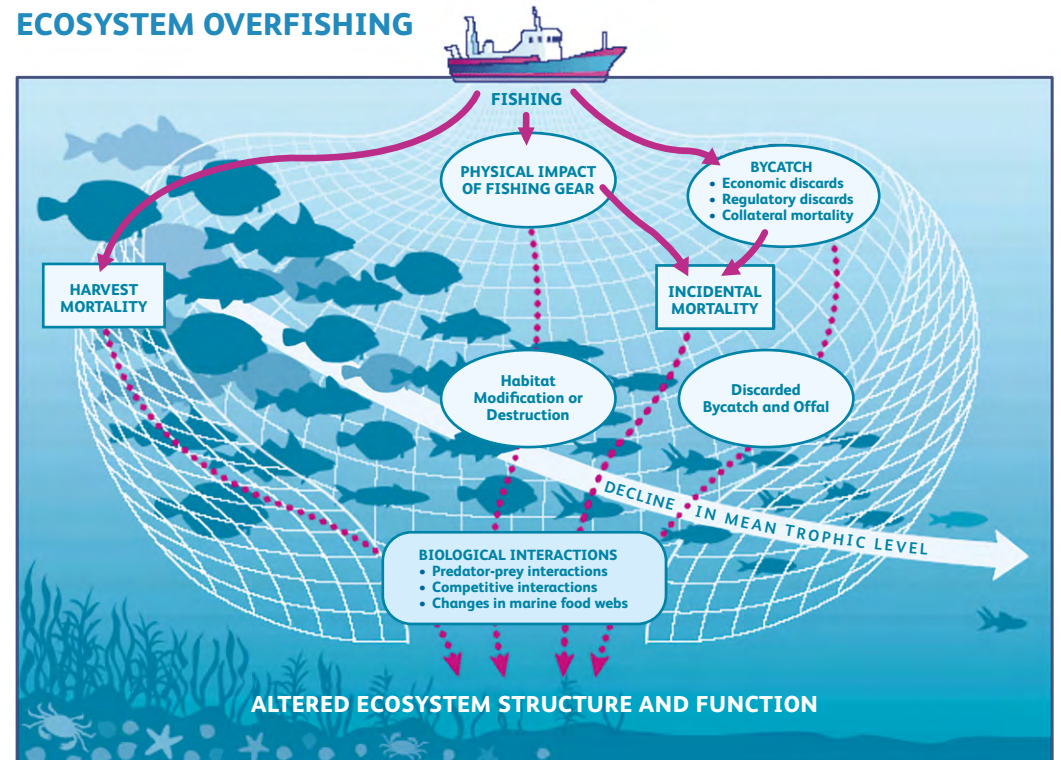 ECOSYSTEM OVERFISHING
FISHING
PHYSICAL IMPACT
OF FISHING GEAR
BYCATCH
• Economic discards
• Regulatory discards
• Collateral mortality
HARVEST
MORTALITY
INCIDENTAL
MORTALITY
Habitat
Modification or
Destruction
Discarded
Bycatch and Offal
DECLINE IN MEAN TROPHIC LEVEL
BIOLOGICAL INTERACTIONS
• Predator-prey interactions
• Competitive interactions
• Changes in marine food webs
ALTERED ECOSYSTEM STRUCTURE AND FUNCTION